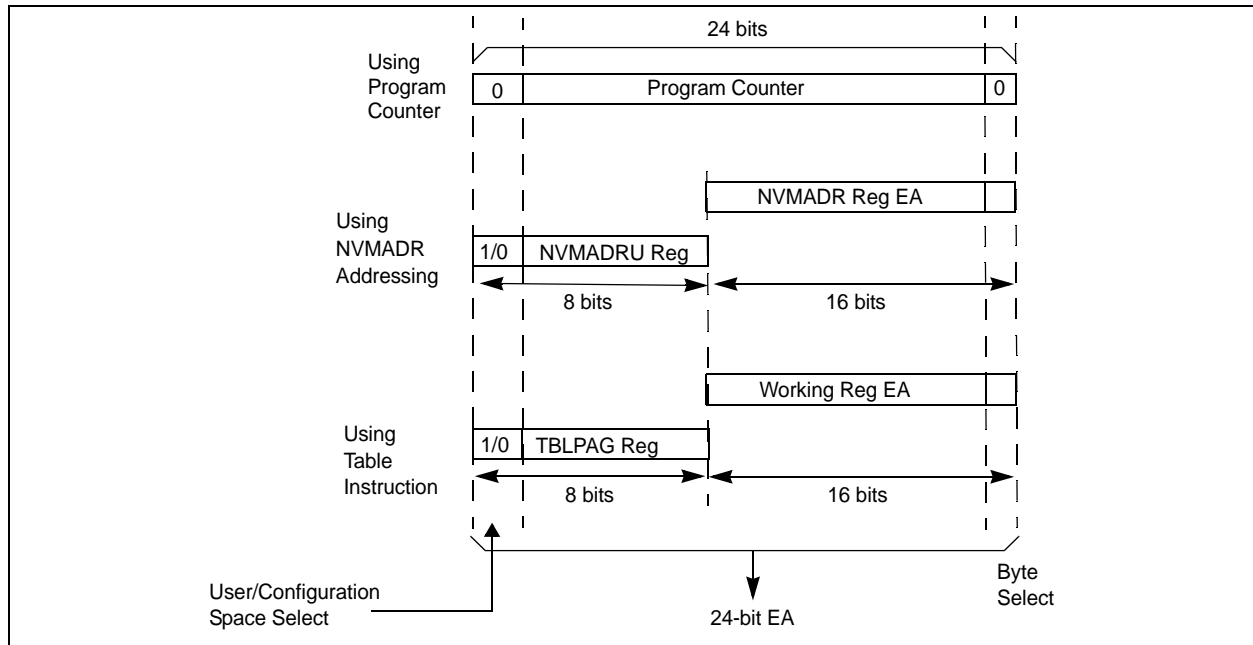 24 bits
Using
Program
Counter
0
Program Counter
0
NVMADR Reg EA
Using
NVMADR
Addressing
1/0
NVMADRU Reg
8 bits
16 bits
Working Reg EA
Using
Table
Instruction
1/0
TBLPAG Reg
8 bits
16 bits
User/Configuration
Space Select
24-bit EA
Byte
Select